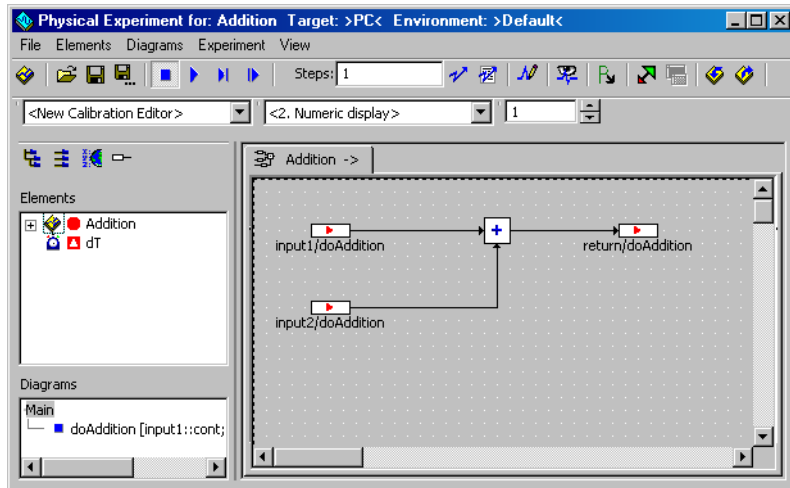 Physical Experiment for: Addition Target: >PC< Environment: >Default<
File Elements Diagrams Experiment View
Steps: 1
<New Calibration Editor> <2. Numeric display> 1
Addition ->
Elements
Addition
dT
input1/doAddition
return/doAddition
input2/doAddition
Diagrams
Main
doAddition [input1::cont;